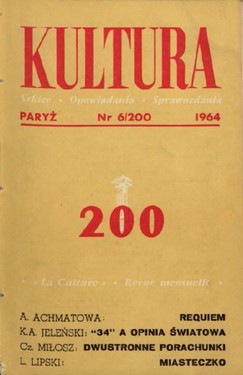 KULTURA
Szkice • Opowiadania • Sprawozdania
PARYŻ Nr 6/200 1964
200
«La Culture» • Revue mensuelle
A. ACHMATOWA: REQUIEM
K.A. JELEŃSKI: "34" A OPINIA ŚWIATOWA
Cz. MIŁOSZ: DWUSTRONNE PORACHUNKI
L. LIPSKI: MIASTECZKO